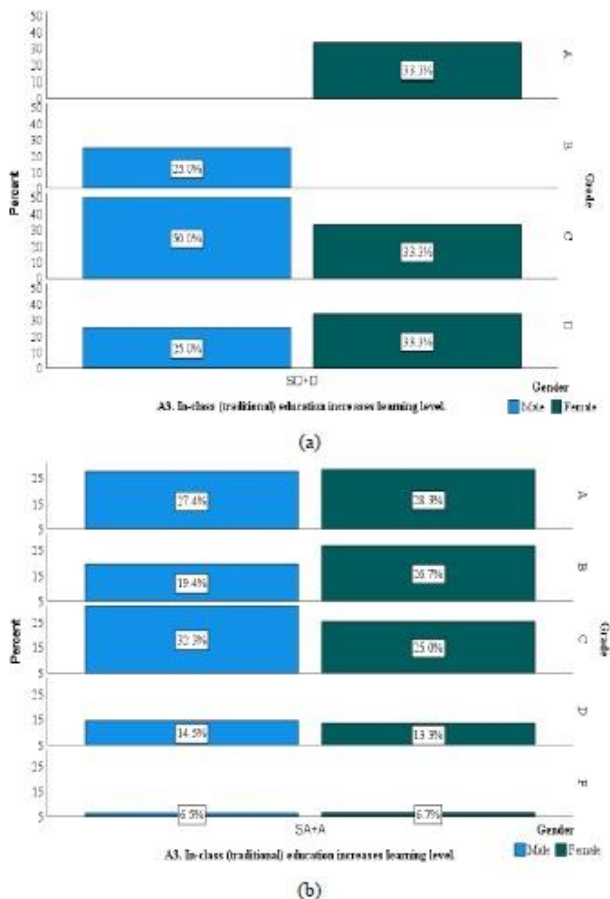 50
40
30
20
10
0
33.3%
A
50
40
30
20
10
0
25.0%
B
50
40
30
20
10
0
50.0%
33.3%
C
50
40
30
20
10
0
25.0%
33.3%
D
Percent
Grade
SD+D
A3. In-class (traditional) education increases learning level.
Gender
Male Female
(a)
25
15
5
27.4%
28.3%
A
25
15
5
19.4%
26.7%
B
25
15
5
32.3%
25.0%
C
25
15
5
14.5%
13.3%
D
25
15
5
6.5%
6.7%
F
Percent
Grade
SA+A
A3. In-class (traditional) education increases learning level.
Gender
Male Female
(b)